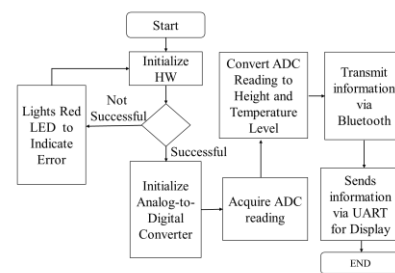 Start
Initialize
HW
Not
Successful
Lights Red
LED to
Indicate
Error
Successful
Initialize
Analog-to-
Digital
Converter
Acquire ADC
reading
Convert ADC
Reading to
Height and
Temperature
Level
Transmit
information
via
Bluetooth
Sends
information
via UART
for Display
END